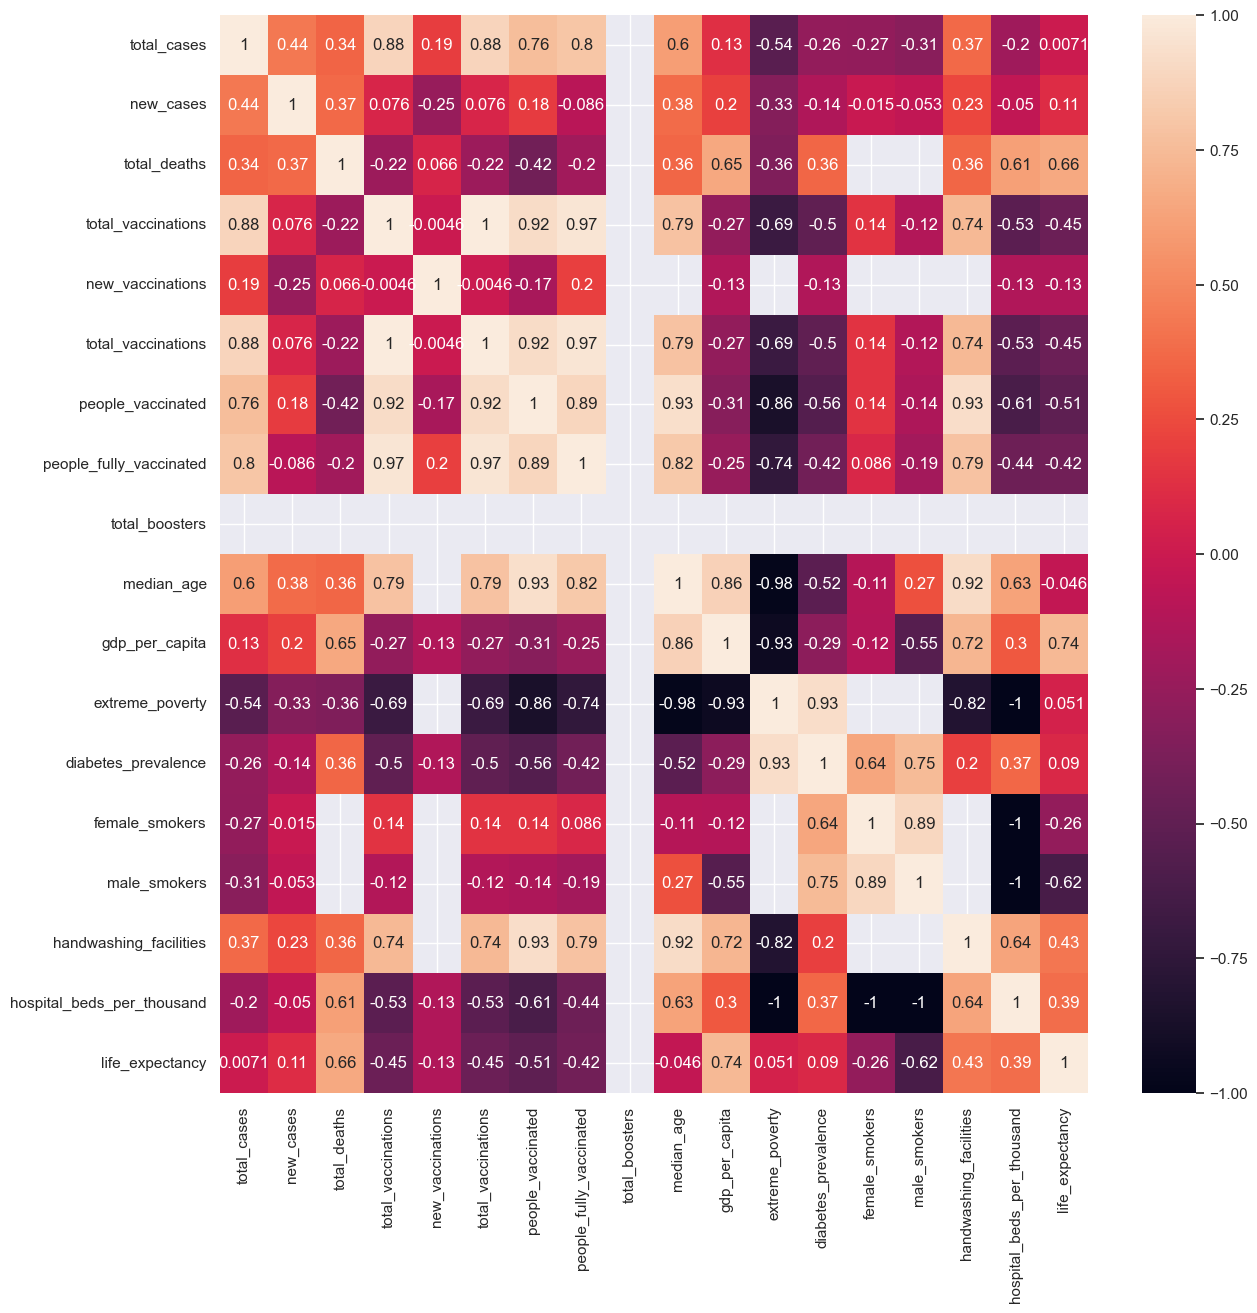 total_cases 1 0.44 0.34 0.88 0.19 0.88 0.76 0.8 0.6 0.13 -0.54 -0.26 -0.27 -0.31 0.37 -0.2 0.0071
new_cases 0.44 1 0.37 0.076 -0.25 0.076 0.18 -0.086 0.38 0.2 -0.33 -0.14 -0.015 -0.053 0.23 -0.05 0.11
total_deaths 0.34 0.37 1 -0.22 0.066 -0.22 -0.42 -0.2 0.36 0.65 -0.36 0.36 0.36 0.61 0.66
total_vaccinations 0.88 0.076 -0.22 1 -0.0046 1 0.92 0.97 0.79 -0.27 -0.69 -0.5 0.14 -0.12 0.74 -0.53 -0.45
new_vaccinations 0.19 -0.25 0.066 -0.0046 1 -0.0046 -0.17 0.2 -0.13 -0.13 -0.13 -0.13
total_vaccinations 0.88 0.076 -0.22 1 -0.0046 1 0.92 0.97 0.79 -0.27 -0.69 -0.5 0.14 -0.12 0.74 -0.53 -0.45
people_vaccinated 0.76 0.18 -0.42 0.92 -0.17 0.92 1 0.89 0.93 -0.31 -0.86 -0.56 0.14 -0.14 0.93 -0.61 -0.51
people_fully_vaccinated 0.8 -0.086 -0.2 0.97 0.2 0.97 0.89 1 0.82 -0.25 -0.74 -0.42 0.086 -0.19 0.79 -0.44 -0.42
total_boosters
median_age 0.6 0.38 0.36 0.79 0.79 0.93 0.82 1 0.86 -0.98 -0.52 -0.11 0.27 0.92 0.63 -0.046
gdp_per_capita 0.13 0.2 0.65 -0.27 -0.13 -0.27 -0.31 -0.25 0.86 1 -0.93 -0.29 -0.12 -0.55 0.72 0.3 0.74
extreme_poverty -0.54 -0.33 -0.36 -0.69 -0.69 -0.86 -0.74 -0.98 -0.93 1 0.93 -0.82 -1 0.051
diabetes_prevalence -0.26 -0.14 0.36 -0.5 -0.13 -0.5 -0.56 -0.42 -0.52 -0.29 0.93 1 0.64 0.75 0.2 0.37 0.09
female_smokers -0.27 -0.015 0.14 0.14 0.14 0.086 -0.11 -0.12 0.64 1 0.89 -1 -0.26
male_smokers -0.31 -0.053 -0.12 -0.12 -0.14 -0.19 0.27 -0.55 0.75 0.89 1 -1 -0.62
handwashing_facilities 0.37 0.23 0.36 0.74 0.74 0.93 0.79 0.92 0.72 -0.82 0.2 1 0.64 0.43
hospital_beds_per_thousand -0.2 -0.05 0.61 -0.53 -0.13 -0.53 -0.61 -0.44 0.63 0.3 -1 0.37 -1 -1 0.64 1 0.39
life_expectancy 0.0071 0.11 0.66 -0.45 -0.13 -0.45 -0.51 -0.42 -0.046 0.74 0.051 0.09 -0.26 -0.62 0.43 0.39 1
total_cases
new_cases
total_deaths
total_vaccinations
new_vaccinations
total_vaccinations
people_vaccinated
people_fully_vaccinated
total_boosters
median_age
gdp_per_capita
extreme_poverty
diabetes_prevalence
female_smokers
male_smokers
handwashing_facilities
hospital_beds_per_thousand
life_expectancy
1.00
0.75
0.50
0.25
0.00
−0.25
−0.50
−0.75
−1.00